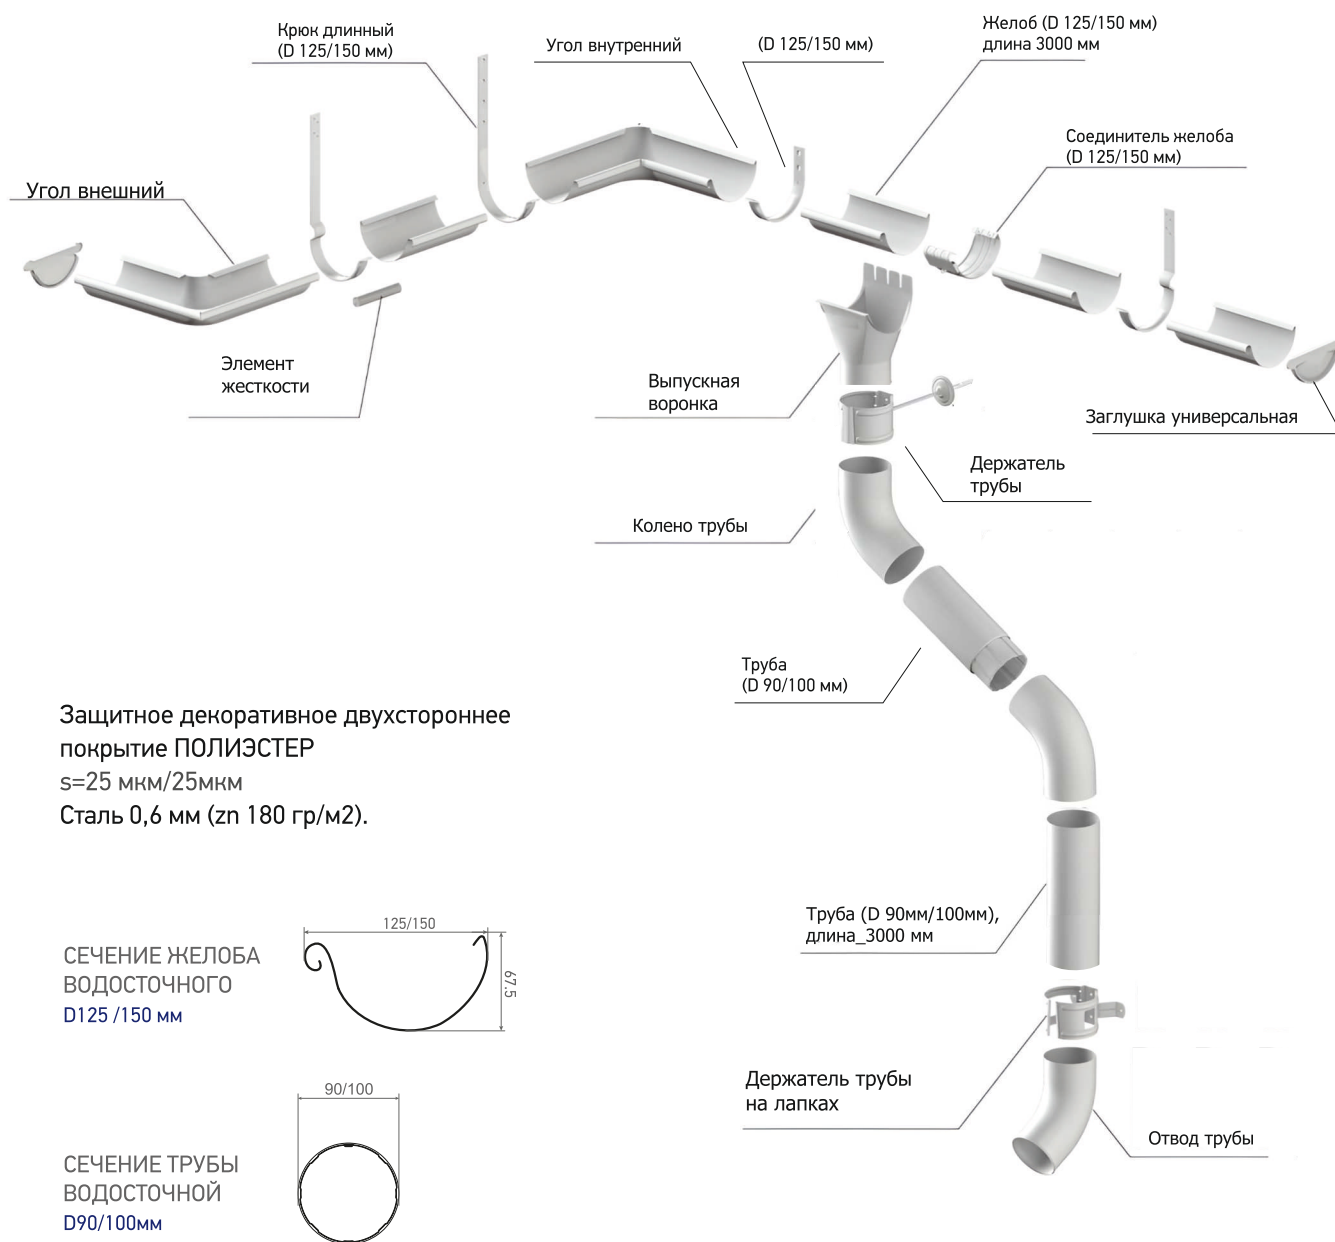 Крюк длинный
(D 125/150 мм)
Угол внутренний
(D 125/150 мм)
Желоб (D 125/150 мм)
длина 3000 мм
Соединитель желоба
(D 125/150 мм)
Угол внешний
Элемент
жесткости
Выпускная
воронка
Заглушка универсальная
Держатель
трубы
Колено трубы
Труба
(D 90/100 мм)
Защитное декоративное двухстороннее
покрытие ПОЛИЭСТЕР
s=25 мкм/25мкм
Сталь 0,6 мм (zn 180 гр/м2).
Труба (D 90мм/100мм),
длина_3000 мм
125/150
67.5
СЕЧЕНИЕ ЖЕЛОБА
ВОДОСТОЧНОГО
D125 /150 мм
Держатель трубы
на лапках
Отвод трубы
90/100
СЕЧЕНИЕ ТРУБЫ
ВОДОСТОЧНОЙ
D90/100мм